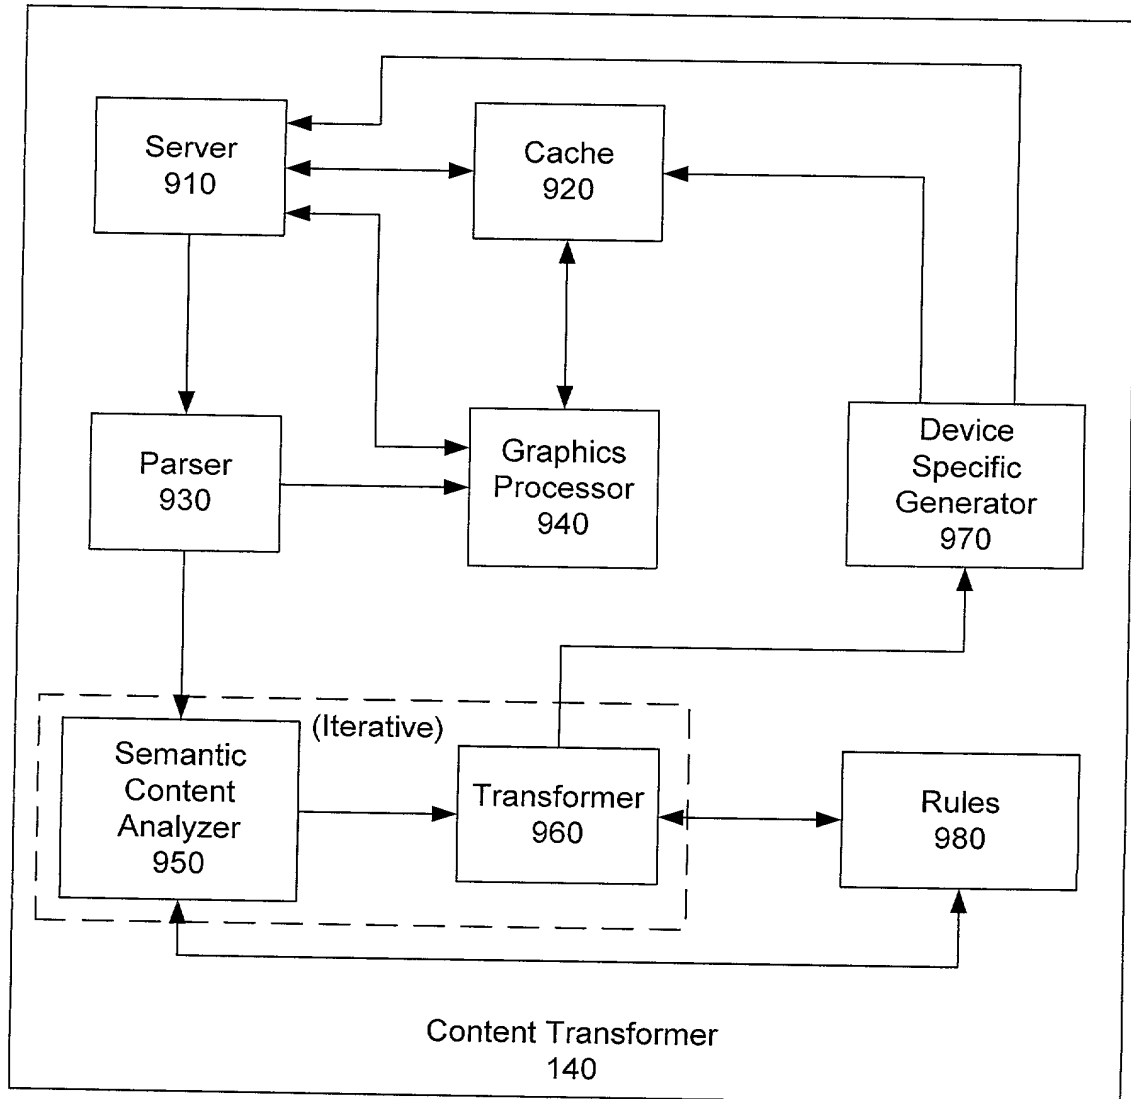 Server
910
Cache
920
Parser
930
Graphics
Processor
940
Device
Specific
Generator
970
(Iterative)
Semantic
Content
Analyzer
950
Transformer
960
Rules
980
Content Transformer
140